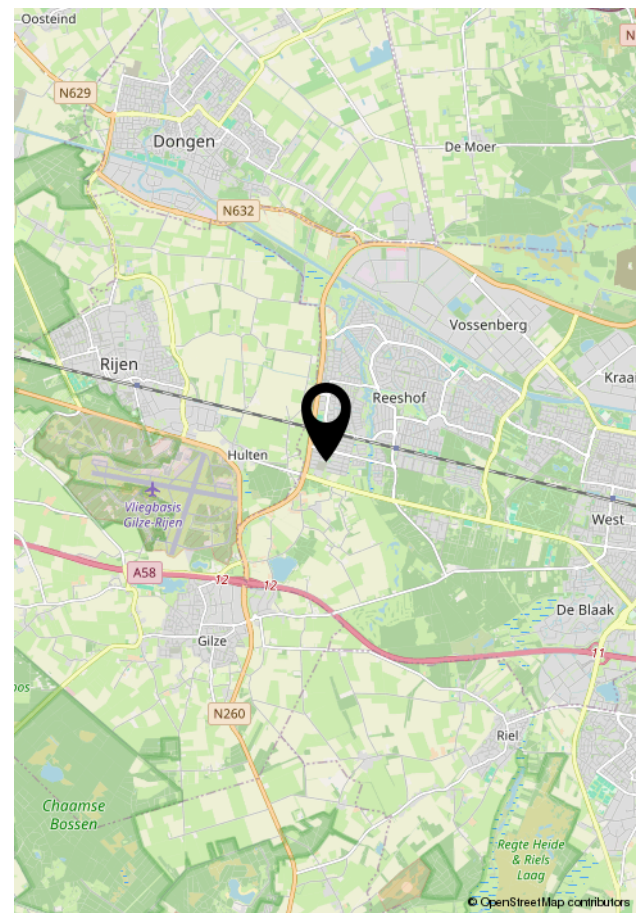 Oosteind
N
N629
Dongen
De Moer
N632
Vossenberg
Rijen
Kraa
Reeshof
Hulten
Vliegbasis
Gilze-Rijen
West
A58
12
12
De Blaak
Gilze
11
N260
Riel
oos
Chaamse
Bossen
Regte Heide
& Riels
Laag
© OpenStreetMap contributors